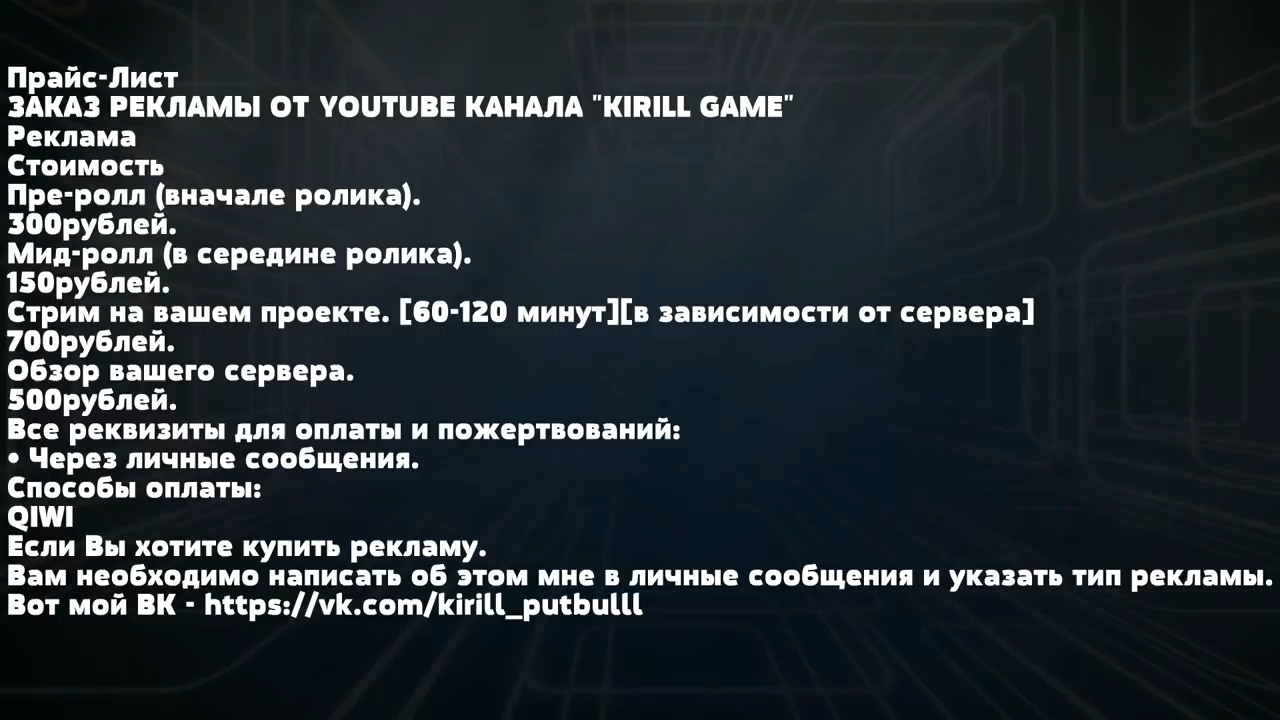 Прайс-Лист
ЗАКАЗ РЕКЛАМЫ ОТ YOUTUBE КАНАЛА "KIRILL GAME"
Реклама
Стоимость
Пре-ролл (вначале ролика).
300рублей.
Мид-ролл (в середине ролика).
150рублей.
Стрим на вашем проекте. [60-120 минут][в зависимости от сервера]
700рублей.
Обзор вашего сервера.
500рублей.
Все реквизиты для оплаты и пожертвований:
• Через личные сообщения.
Способы оплаты:
QIWI
Если Вы хотите купить рекламу.
Вам необходимо написать об этом мне в личные сообщения и указать тип рекламы.
Вот мой ВК - https://vk.com/kirill_putbulll